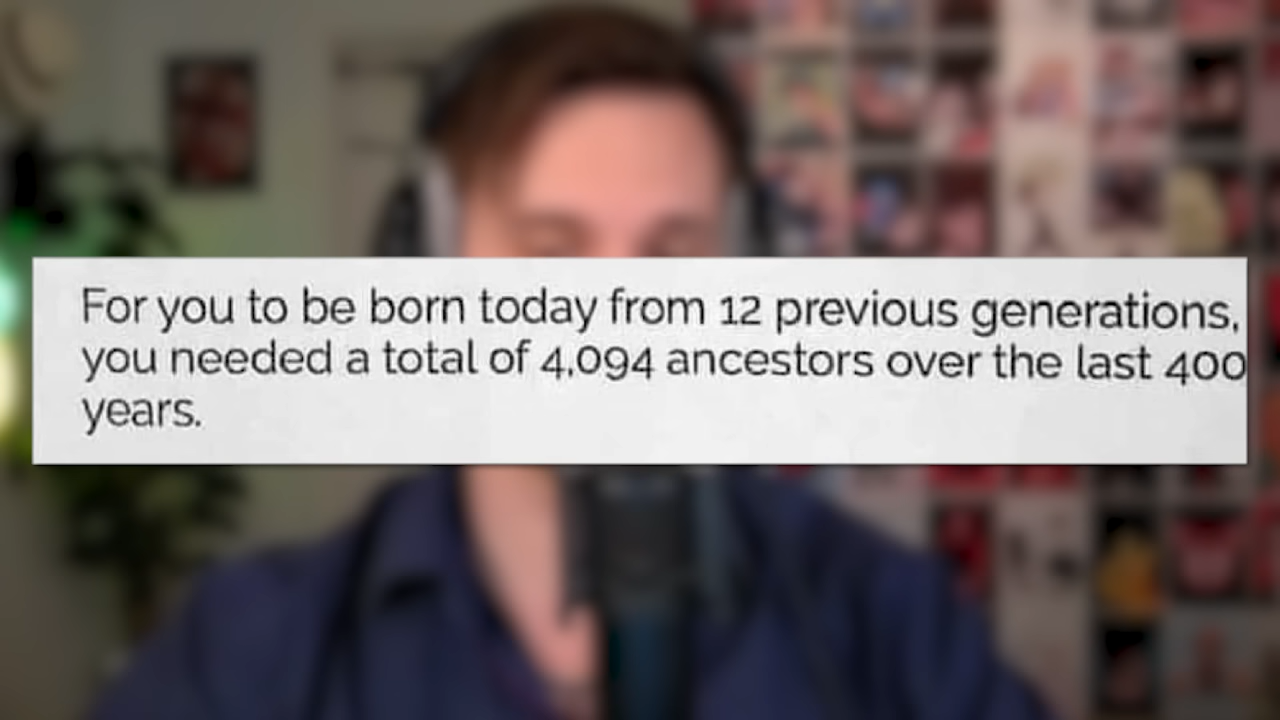 For you to be born today from 12 previous generations,
you needed a total of 4,094 ancestors over the last 400
years.